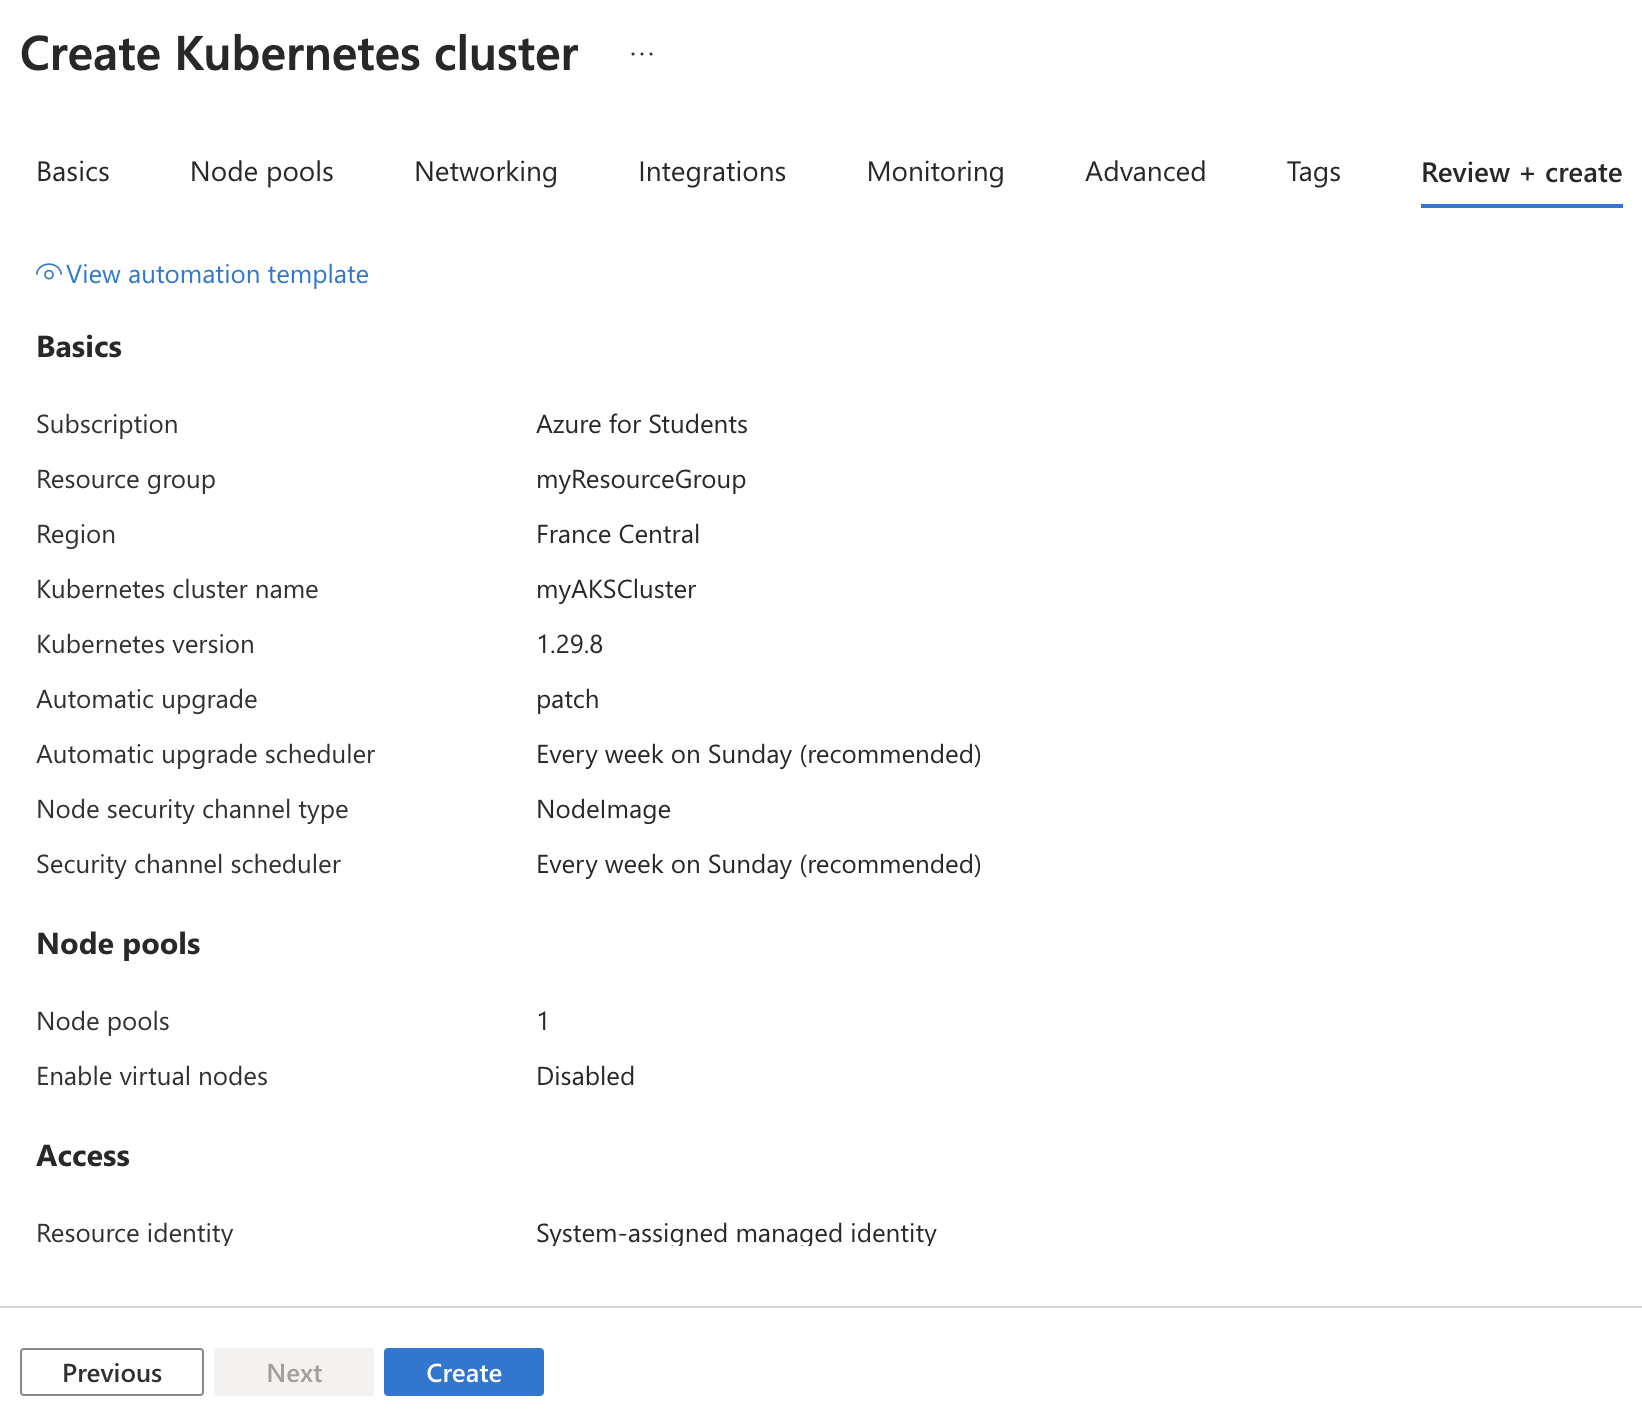 Create Kubernetes cluster ...
Basics Node pools Networking Integrations Monitoring Advanced Tags Review + create
View automation template
Basics
Subscription Azure for Students
Resource group myResourceGroup
Region France Central
Kubernetes cluster name myAKSCluster
Kubernetes version 1.29.8
Automatic upgrade patch
Automatic upgrade scheduler Every week on Sunday (recommended)
Node security channel type NodeImage
Security channel scheduler Every week on Sunday (recommended)
Node pools
Node pools 1
Enable virtual nodes Disabled
Access
Resource identity System-assigned managed identity
Previous Next Create